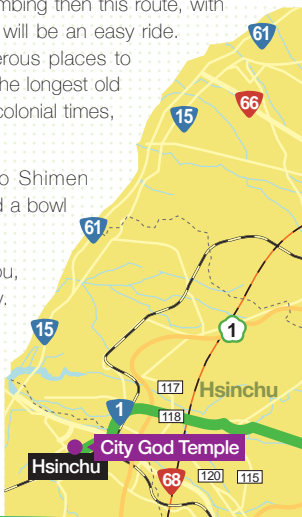 mbing then this route, with
will be an easy ride.
erous places to
he longest old
colonial times,
o Shimen
d a bowl
ou,
y.
61
66
15
61
15
1
117
Hsinchu
1
118
City God Temple
Hsinchu
68
120
115